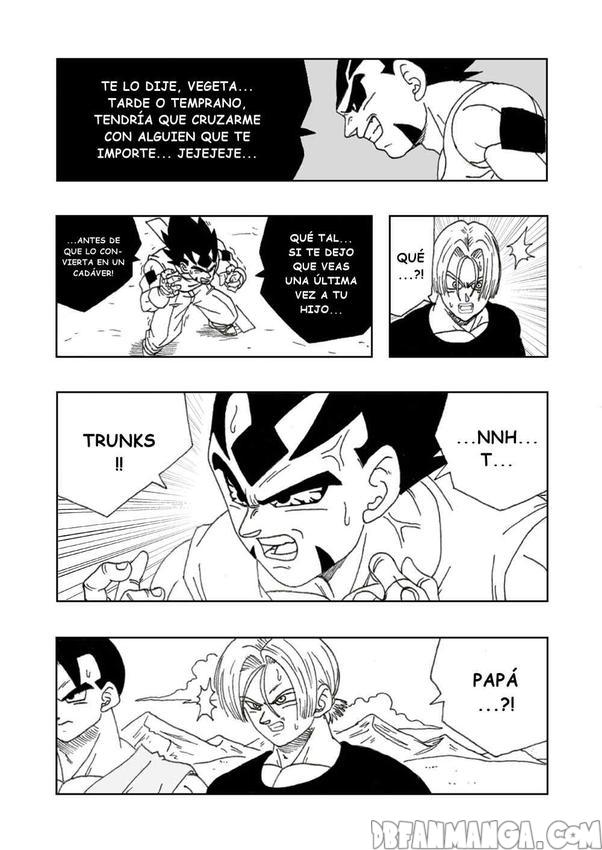 TE LO DIJE, VEGETA...
TARDE O TEMPRANO,
TENDRÍA QUE CRUZARME
CON ALGUIEN QUE TE
IMPORTE... JEJEJEJE...
...ANTES DE
QUE LO CON-
VIERTA EN UN
CADÁVER!
QUÉ TAL...
SI TE DEJO
QUE VEAS
UNA ÚLTIMA
VEZ A TU
HIJO...
QUÉ
...?!
TRUNKS
!!
...NNH...
T...
PAPÁ
...?!
DBFANMANGA.COM